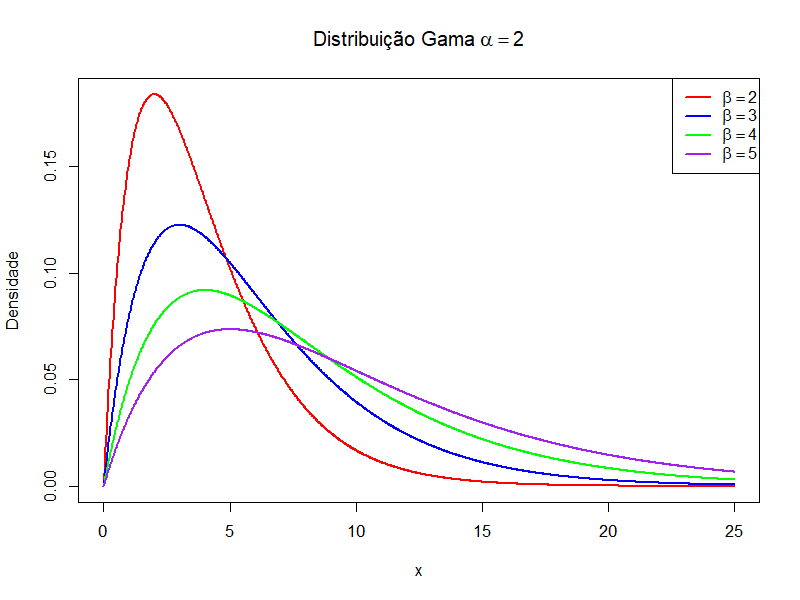 Distribuição Gama α = 2
β = 2
β = 3
β = 4
β = 5
Densidade
0.15
0.10
0.05
0.00
0 5 10 15 20 25
x